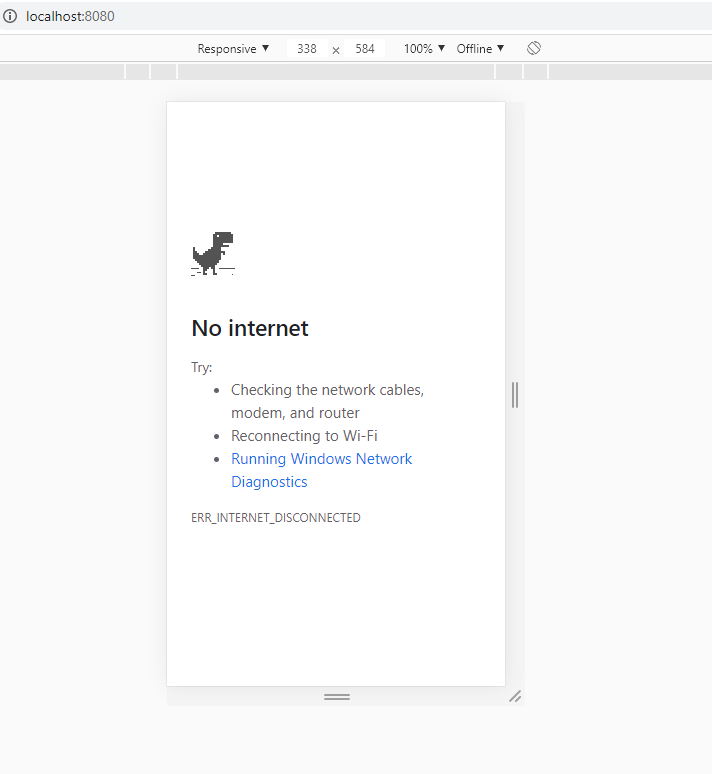 localhost:8080
Responsive ▼ 338 × 584 100% ▼ Offline ▼
No internet
Try:
• Checking the network cables,
modem, and router
• Reconnecting to Wi-Fi
• Running Windows Network
Diagnostics
ERR_INTERNET_DISCONNECTED